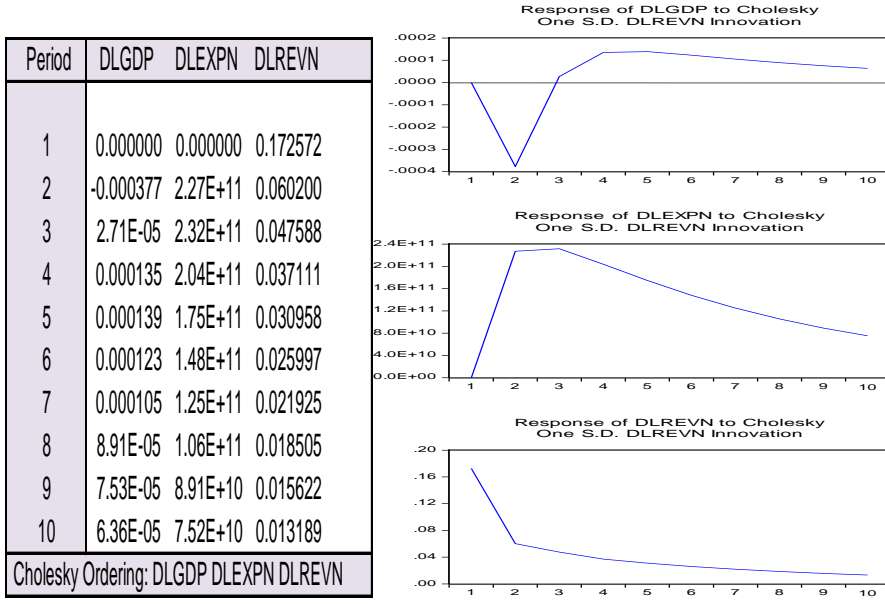 Period DLGDP DLEXPN DLREVN
1 0.000000 0.000000 0.172572
2 -0.000377 2.27E+11 0.060200
3 2.71E-05 2.32E+11 0.047588
4 0.000135 2.04E+11 0.037111
5 0.000139 1.75E+11 0.030958
6 0.000123 1.48E+11 0.025997
7 0.000105 1.25E+11 0.021925
8 8.91E-05 1.06E+11 0.018505
9 7.53E-05 8.91E+10 0.015622
10 6.36E-05 7.52E+10 0.013189
Cholesky Ordering: DLGDP DLEXPN DLREVN
Response of DLGDP to Cholesky
One S.D. DLREVN Innovation
.0002
.0001
.0000
-.0001
-.0002
-.0003
-.0004
1 2 3 4 5 6 7 8 9 10
Response of DLEXPN to Cholesky
One S.D. DLREVN Innovation
2.4E+11
2.0E+11
1.6E+11
1.2E+11
8.0E+10
4.0E+10
0.0E+00
1 2 3 4 5 6 7 8 9 10
Response of DLREVN to Cholesky
One S.D. DLREVN Innovation
.20
.16
.12
.08
.04
.00
1 2 3 4 5 6 7 8 9 10